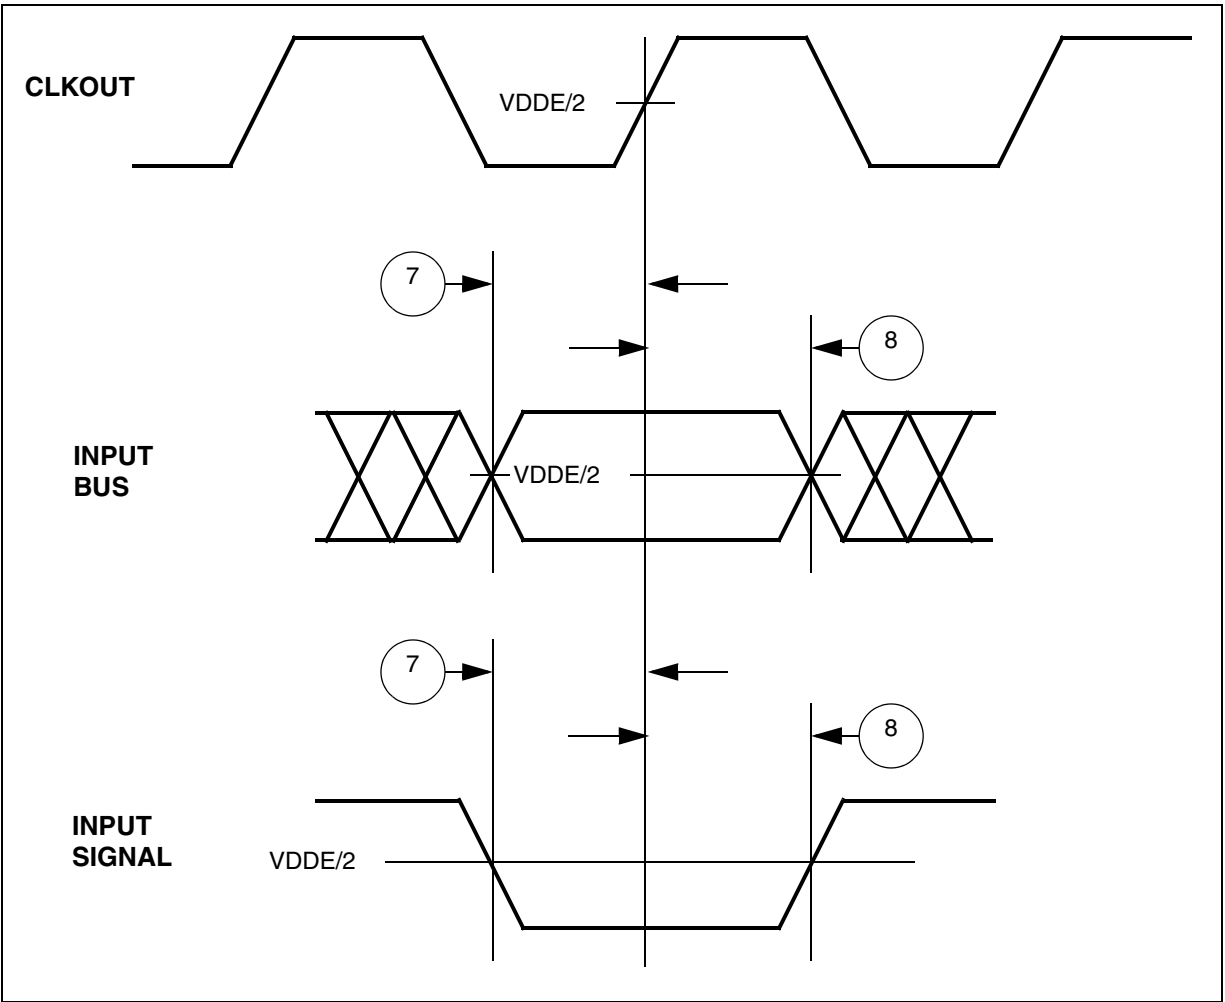 CLKOUT
VDDE/2
7
8
INPUT
BUS
VDDE/2
7
8
INPUT
SIGNAL
VDDE/2